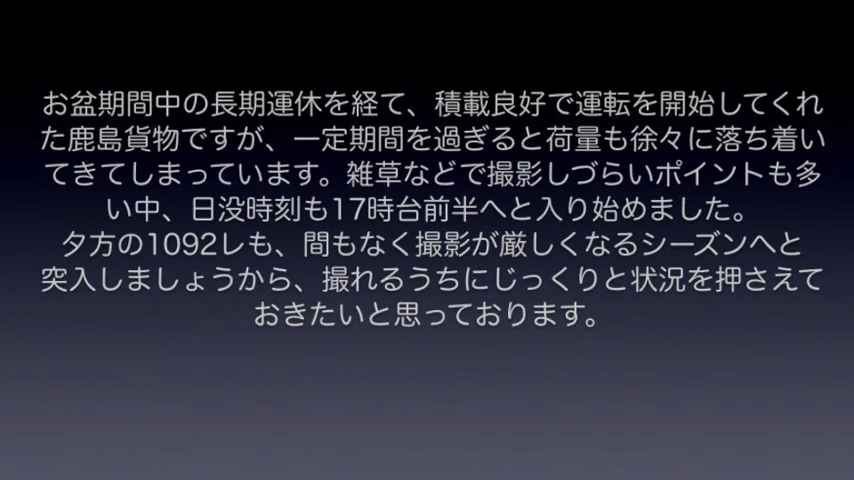 お盆期間中の長期運休を経て、積載良好で運転を開始してくれ
た鹿島貨物ですが、一定期間を過ぎると荷量も徐々に落ち着い
てきてしまっています。雑草などで撮影しづらいポイントも多
い中、日没時刻も17時台前半へと入り始めました。
夕方の1092レも、間もなく撮影が厳しくなるシーズンへと
突入しましょうから、撮れるうちにじっくりと状況を押さえて
おきたいと思っております。